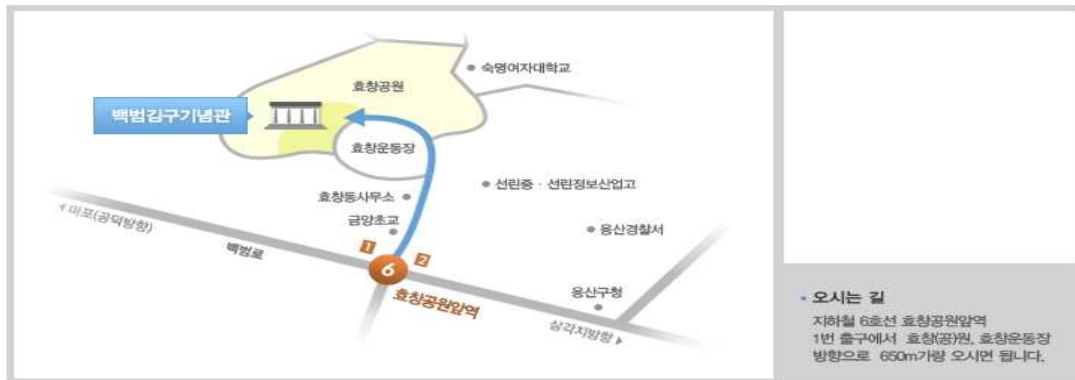 숙명여자대학교
효창공원
백범김구기념관
효창운동장
선린중 · 선린정보산업고
효창동사무소
마포(공덕방향)
금양초교
용산경찰서
백범로
1
2
6
효창공원앞역
용산구청
삼각지방향
• 오시는 길
지하철 6호선 효창공원앞역
1번 출구에서 효창(공)원, 효창운동장
방향으로 650m가량 오시면 됩니다.